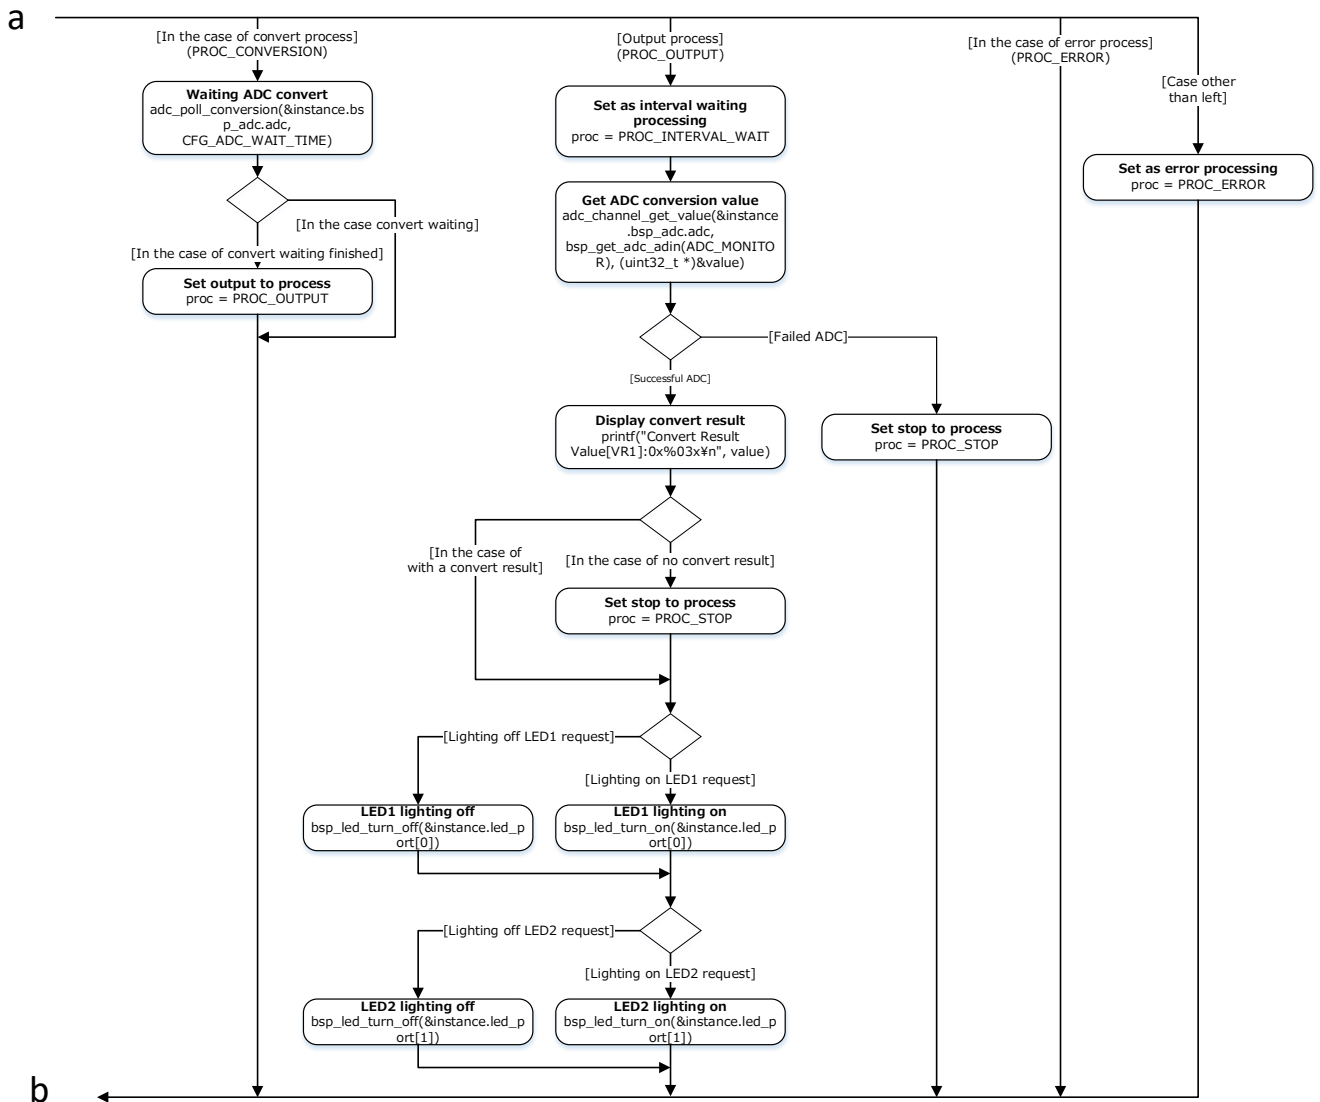 a
[In the case of convert process]
(PROC_CONVERSION)
[Output process]
(PROC_OUTPUT)
[In the case of error process]
(PROC_ERROR)
[Case other
than left]
Waiting ADC convert
adc_poll_conversion(&instance.bs
p_adc.adc,
CFG_ADC_WAIT_TIME)
Set as interval waiting
processing
proc = PROC_INTERVAL_WAIT
Set as error processing
proc = PROC_ERROR
[In the case convert waiting]
[In the case of convert waiting finished]
Set output to process
proc = PROC_OUTPUT
Get ADC conversion value
adc_channel_get_value(&instance
.bsp_adc.adc,
bsp_get_adc_adin(ADC_MONITO
R), (uint32_t *)&value)
[Failed ADC]
[Successful ADC]
Display convert result
printf("Convert Result
Value[VR1]:0x%03x¥n", value)
Set stop to process
proc = PROC_STOP
[In the case of
with a convert result]
[In the case of no convert result]
Set stop to process
proc = PROC_STOP
[Lighting off LED1 request]
[Lighting on LED1 request]
LED1 lighting off
bsp_led_turn_off(&instance.led_p
ort[0])
LED1 lighting on
bsp_led_turn_on(&instance.led_p
ort[0])
[Lighting off LED2 request]
[Lighting on LED2 request]
LED2 lighting off
bsp_led_turn_off(&instance.led_p
ort[1])
LED2 lighting on
bsp_led_turn_on(&instance.led_p
ort[1])
b